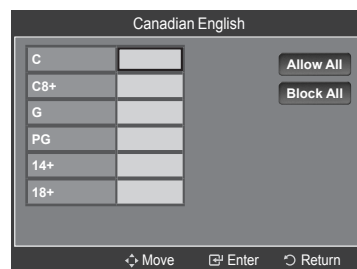 Canadian English
C
C8+
G
PG
14+
18+
Allow All
Block All
Move Enter Return